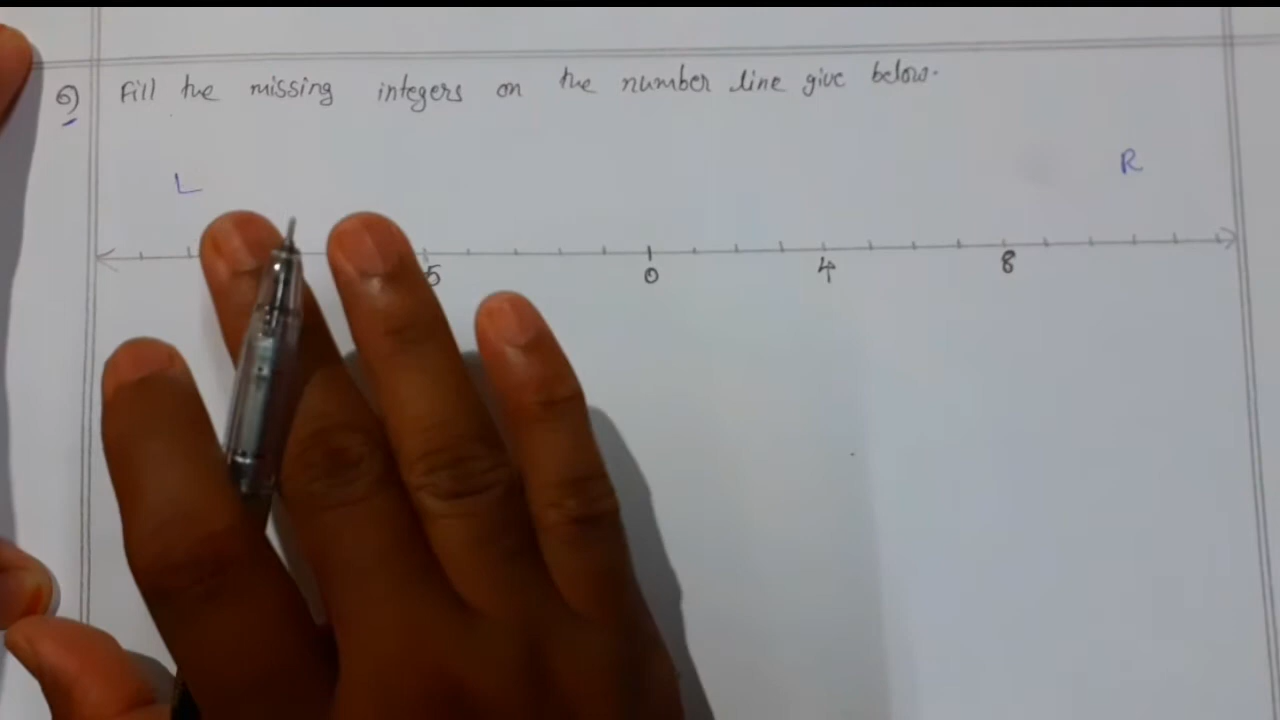 6) Fill the missing integers on the number line give below.
L R
5 0 4 8